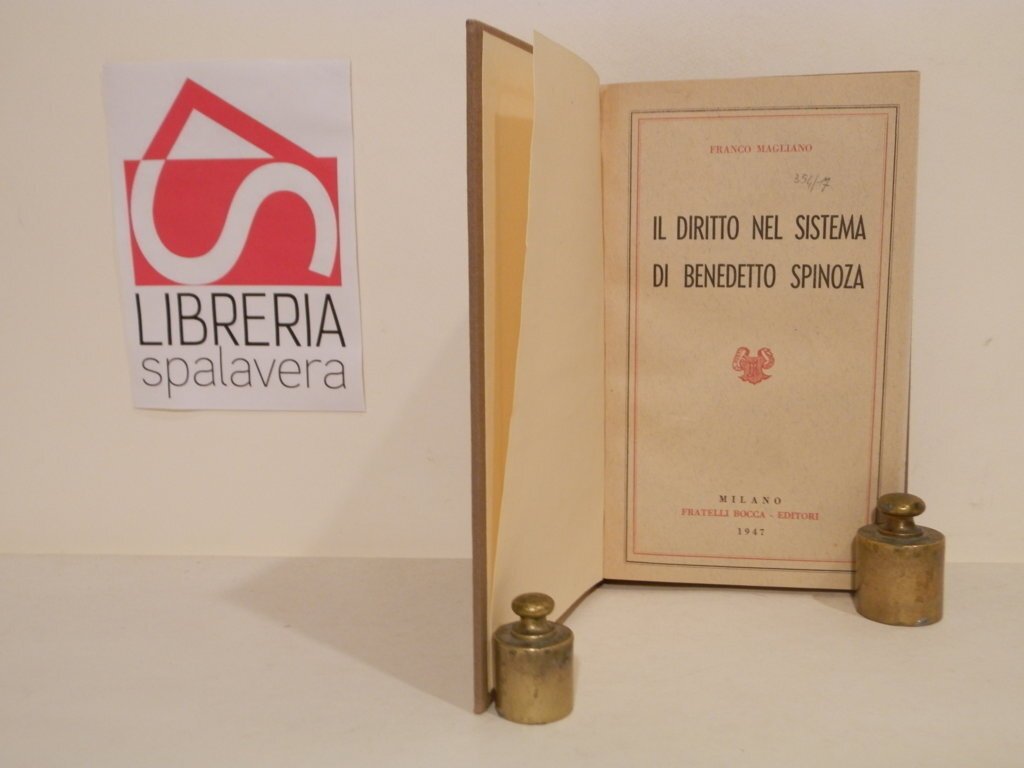 LIBRERIA
spalavera
FRANCO MAGLIANO
IL DIRITTO NEL SISTEMA
DI BENEDETTO SPINOZA
MILANO
FRATELLI BOCCA - EDITORI
1947